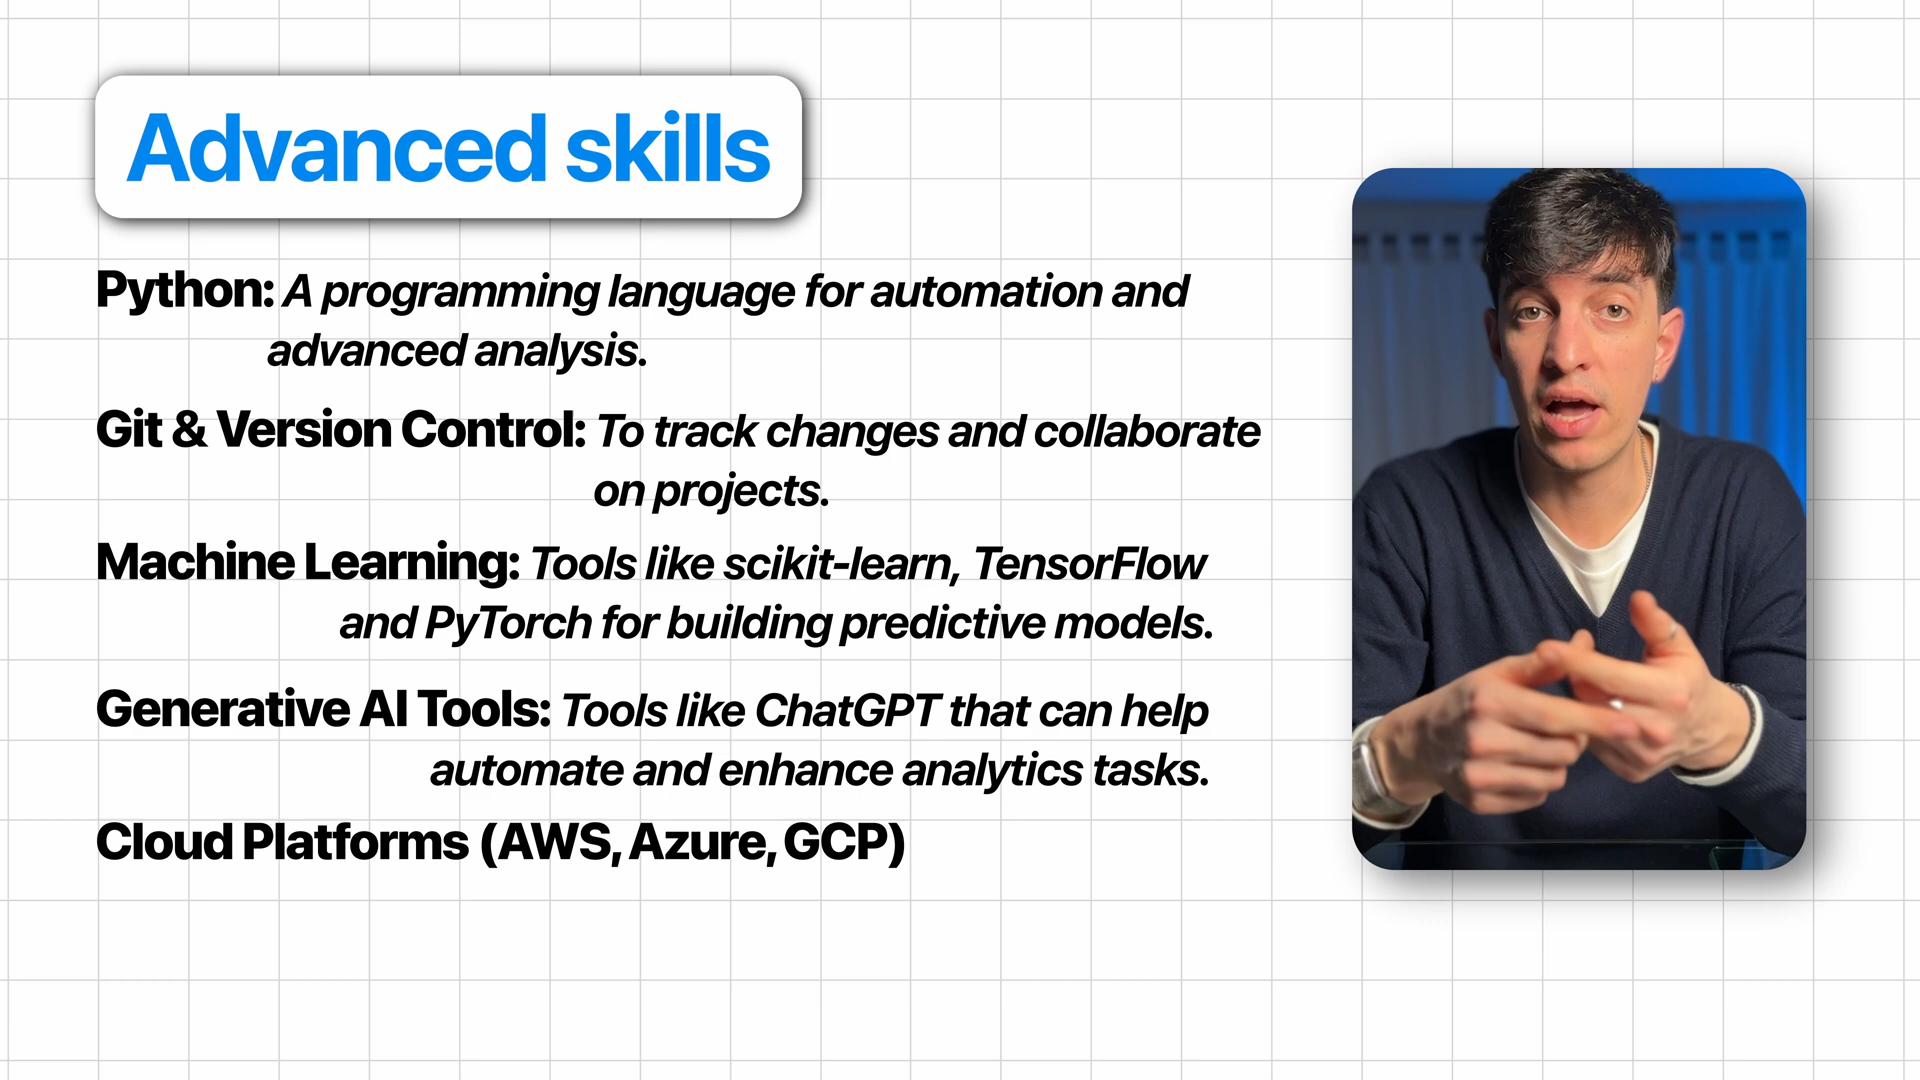 Advanced skills
Python: A programming language for automation and
advanced analysis.
Git & Version Control: To track changes and collaborate
on projects.
Machine Learning: Tools like scikit-learn, TensorFlow
and PyTorch for building predictive models.
Generative AI Tools: Tools like ChatGPT that can help
automate and enhance analytics tasks.
Cloud Platforms (AWS, Azure, GCP)